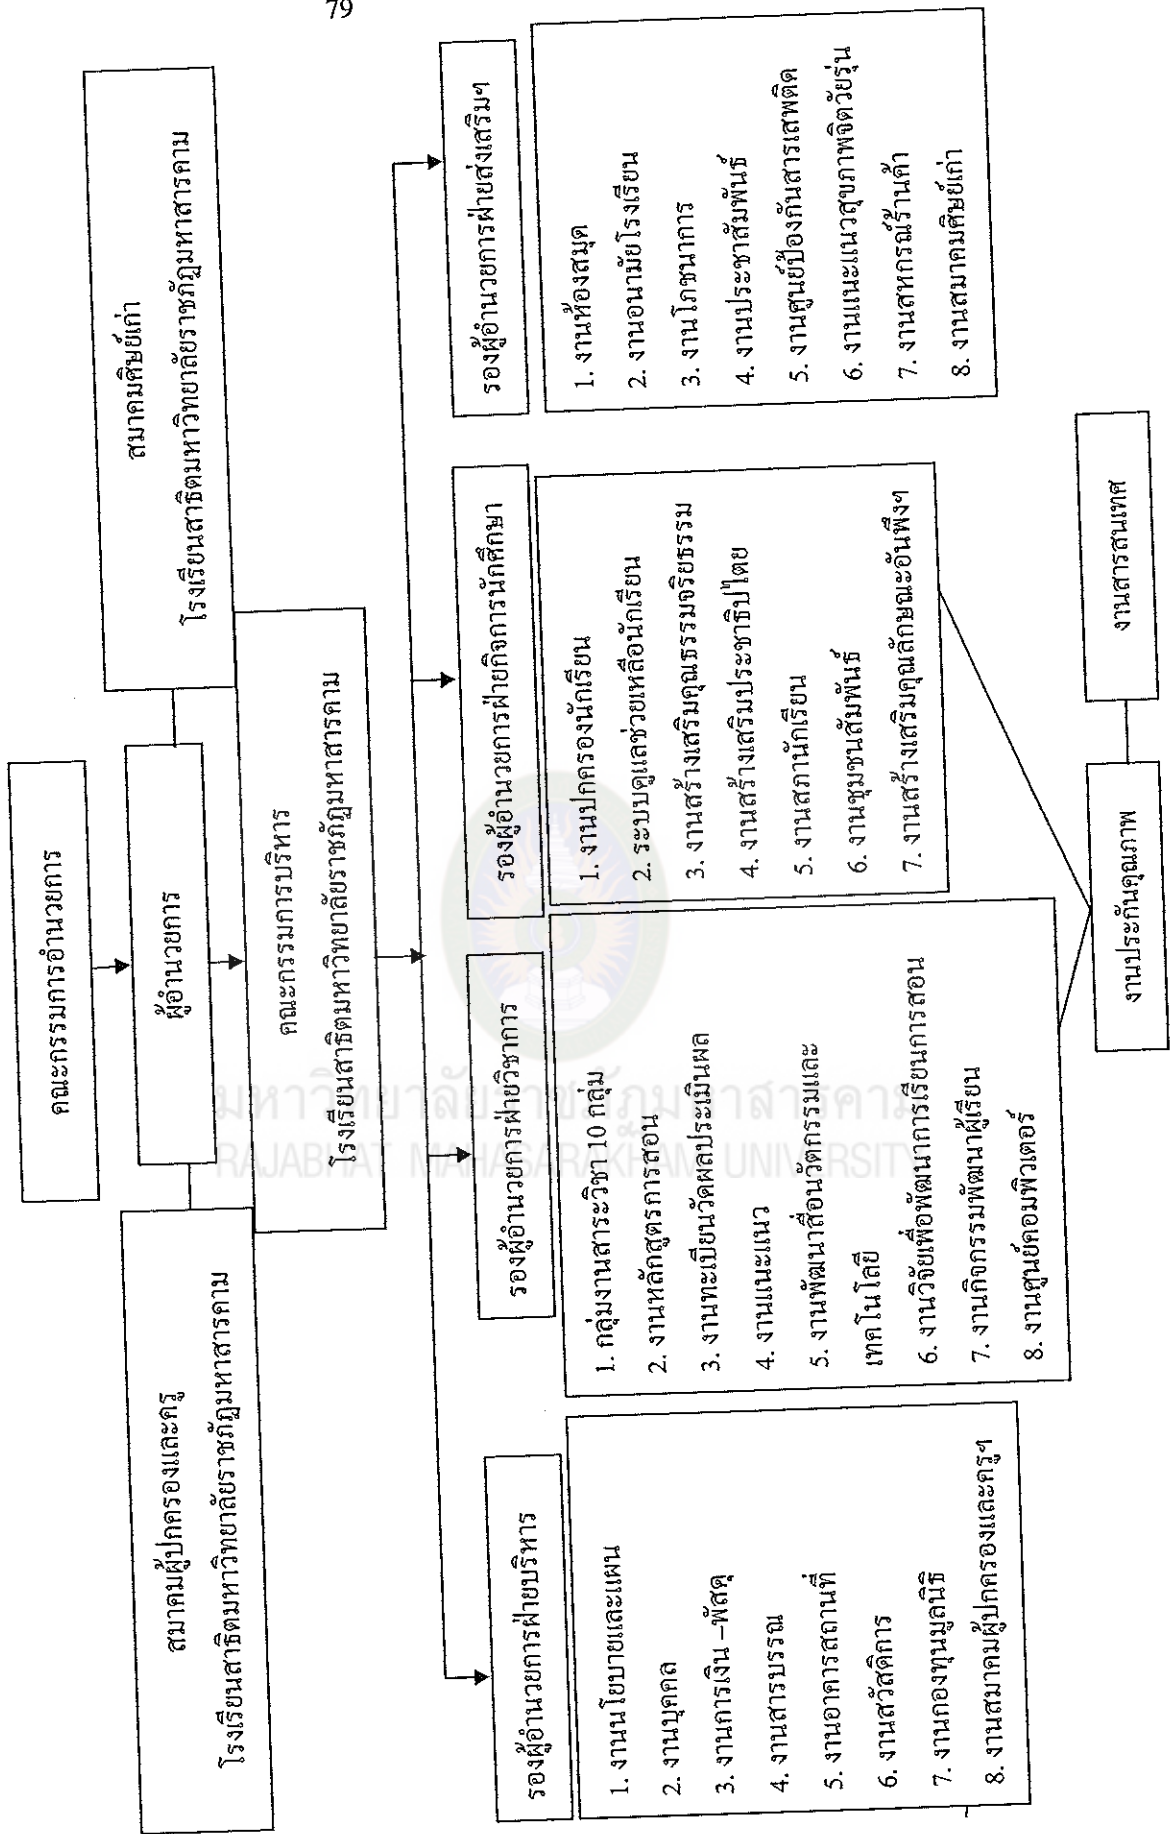 79
คณะกรรมการอำนวยการ
สมาคมผู้ปกครองและครู
โรงเรียนสาธิตมหาวิทยาลัยราชภัฏมหาสารคาม
ผู้อำนวยการ
สมาคมศิษย์เก่า
โรงเรียนสาธิตมหาวิทยาลัยราชภัฏมหาสารคาม
คณะกรรมการบริหาร
โรงเรียนสาธิตมหาวิทยาลัยราชภัฏมหาสารคาม
มหาวิทยาลัยราชภัฏมหาสารคาม
RAJABHAT MAHASARAKHAM UNIVERSITY
รองผู้อำนวยการฝ่ายบริหาร
1. งานนโยบายและแผน
2. งานบุคคล
3. งานการเงิน –พัสดุ
4. งานสารบรรณ
5. งานอาคารสถานที่
6. งานสวัสดิการ
7. งานกองทุนมูลนิธิ
8. งานสมาคมผู้ปกครองและครูฯ
รองผู้อำนวยการฝ่ายวิชาการ
1. กลุ่มงานสาระวิชา 10 กลุ่ม
2. งานหลักสูตรการสอน
3. งานทะเบียนวัดผลประเมินผล
4. งานแนะแนว
5. งานพัฒนาสื่อนวัตกรรมและ
เทคโนโลยี
6. งานวิจัยเพื่อพัฒนาการเรียนการสอน
7. งานกิจกรรมพัฒนาผู้เรียน
8. งานศูนย์คอมพิวเตอร์
รองผู้อำนวยการฝ่ายกิจการนักศึกษา
1. งานปกครองนักเรียน
2. ระบบดูแลช่วยเหลือนักเรียน
3. งานสร้างเสริมคุณธรรมจริยธรรม
4. งานสร้างเสริมประชาธิปไตย
5. งานสภานักเรียน
6. งานชุมชนสัมพันธ์
7. งานสร้างเสริมคุณลักษณะอันพึงฯ
รองผู้อำนวยการฝ่ายส่งเสริมฯ
1. งานห้องสมุด
2. งานอนามัยโรงเรียน
3. งานโภชนาการ
4. งานประชาสัมพันธ์
5. งานศูนย์ป้องกันสารเสพติด
6. งานแนะแนวสุขภาพจิตวัยรุ่น
7. งานสหกรณ์ร้านค้า
8. งานสมาคมศิษย์เก่า
งานประกันคุณภาพ
งานสารสนเทศ